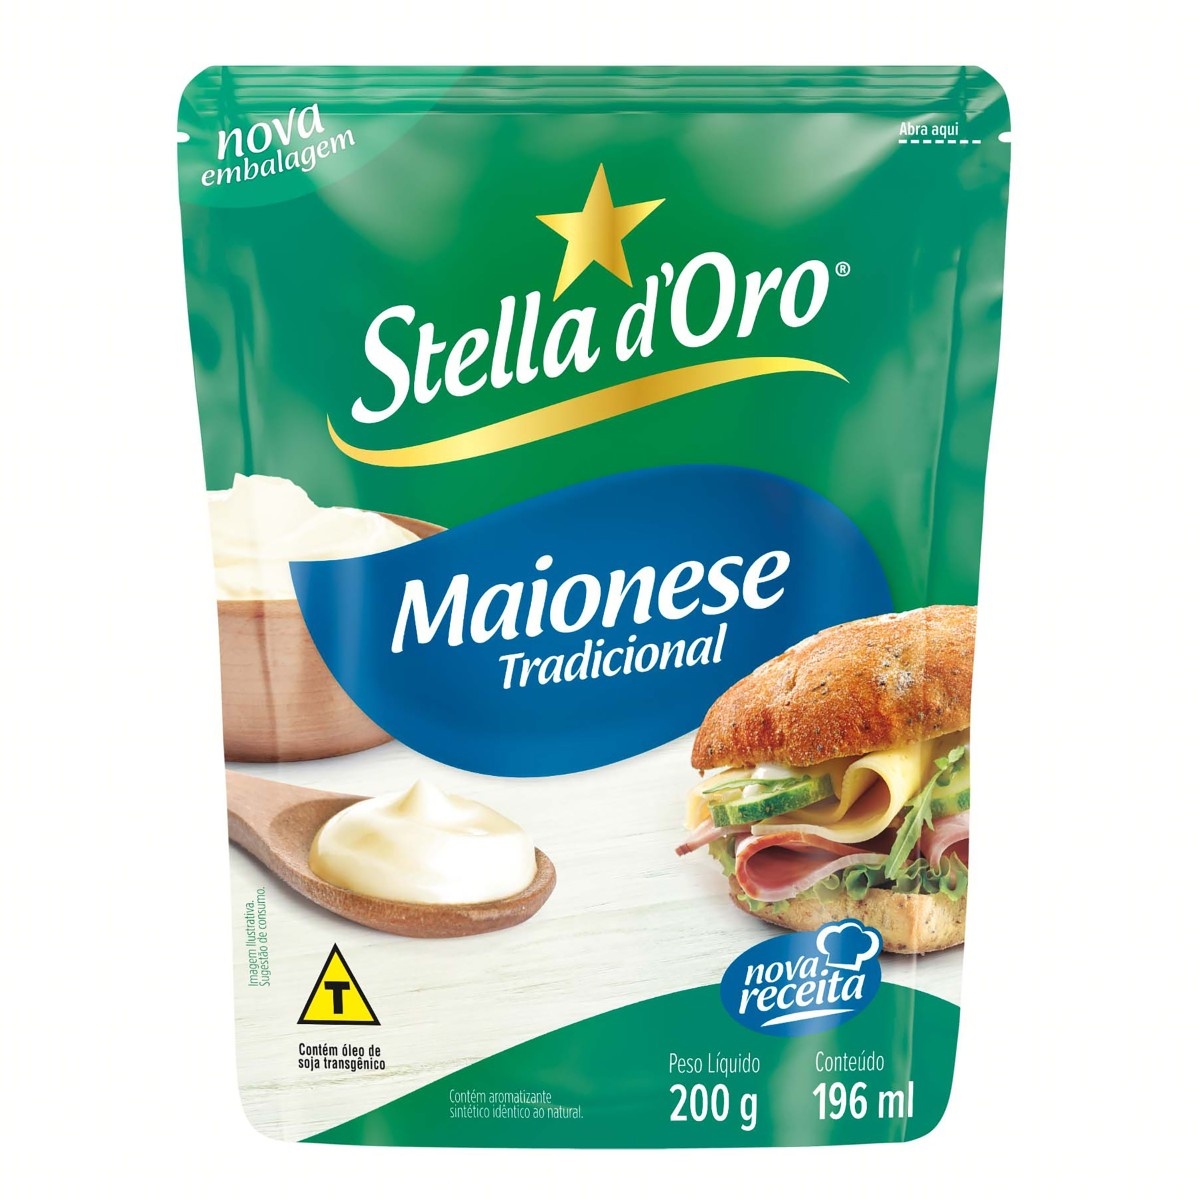 nova
embalagem
Abra aqui
Stella d'Oro®
Maionese
Tradicional
Imagem Ilustrativa.
Sugestão de consumo.
T
Contém óleo de
soja transgênico
nova
receita
Contém aromatizante
sintético idêntico ao natural.
Peso Líquido
200 g
Conteúdo
196 ml